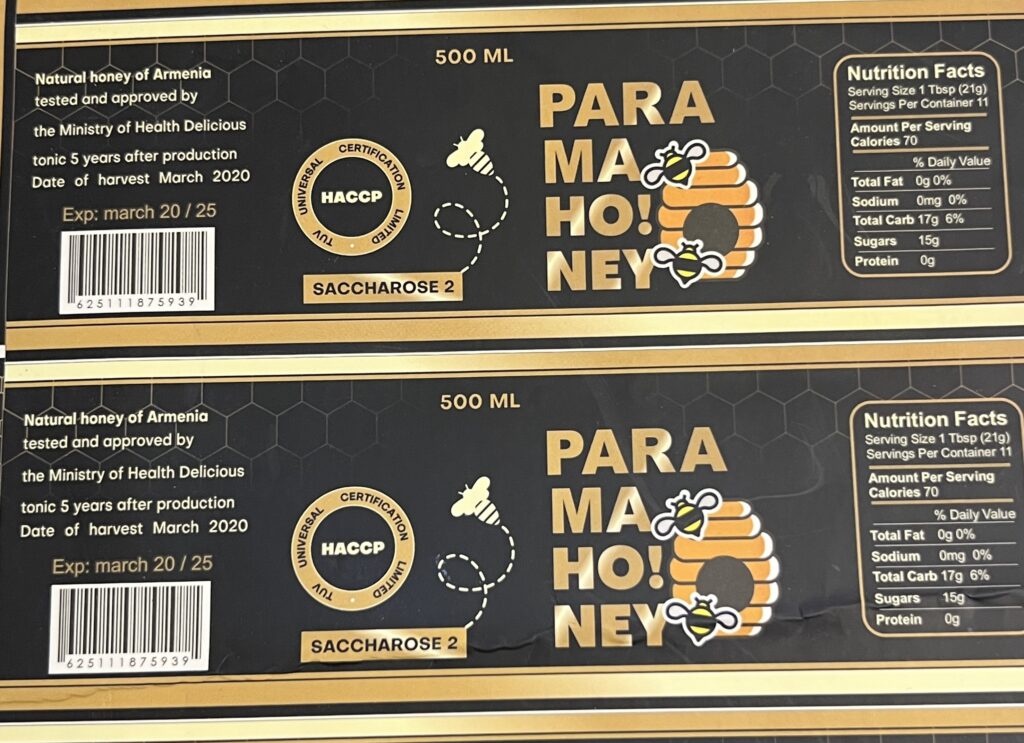 500 ML
Natural honey of Armenia
tested and approved by
the Ministry of Health Delicious
tonic 5 years after production
Date of harvest March 2020
Exp: march 20 / 25
625111875939
UNIVERSAL CERTIFICATION
TUV LIMITED
HACCP
SACCHAROSE 2
PARA
MA
HO!
NEY
Nutrition Facts
Serving Size 1 Tbsp (21g)
Servings Per Container 11
Amount Per Serving
Calories 70
% Daily Value
Total Fat 0g 0%
Sodium 0mg 0%
Total Carb 17g 6%
Sugars 15g
Protein 0g
500 ML
Natural honey of Armenia
tested and approved by
the Ministry of Health Delicious
tonic 5 years after production
Date of harvest March 2020
Exp: march 20 / 25
625111875939
UNIVERSAL CERTIFICATION
TUV LIMITED
HACCP
SACCHAROSE 2
PARA
MA
HO!
NEY
Nutrition Facts
Serving Size 1 Tbsp (21g)
Servings Per Container 11
Amount Per Serving
Calories 70
% Daily Value
Total Fat 0g 0%
Sodium 0mg 0%
Total Carb 17g 6%
Sugars 15g
Protein 0g